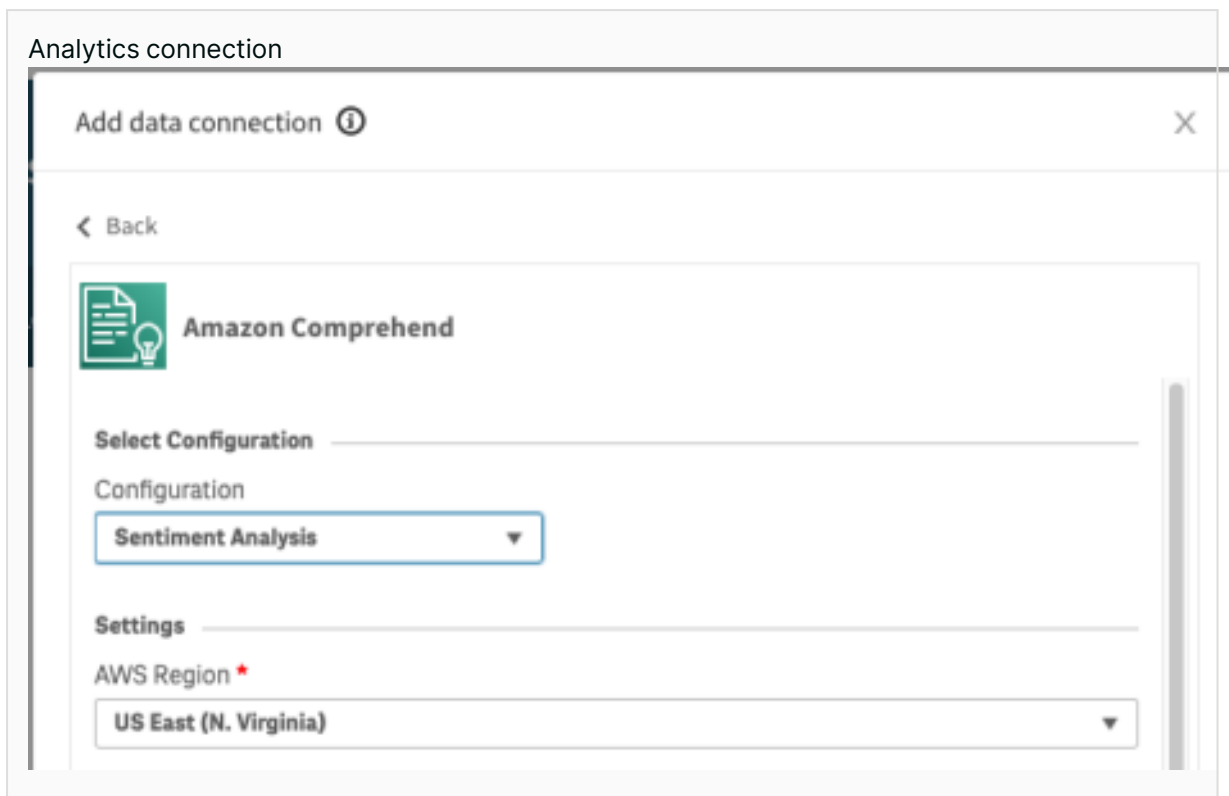 Analytics connection
Add data connection
Back
Amazon Comprehend
Select Configuration
Configuration
Sentiment Analysis
Settings
AWS Region *
US East (N. Virginia)